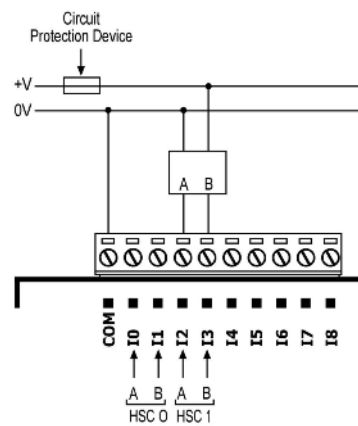 Circuit
Protection Device
+V
0V
A B
COM I0 I1 I2 I3 I4 I5 I6 I7 I8
A B A B
HSC 0 HSC 1